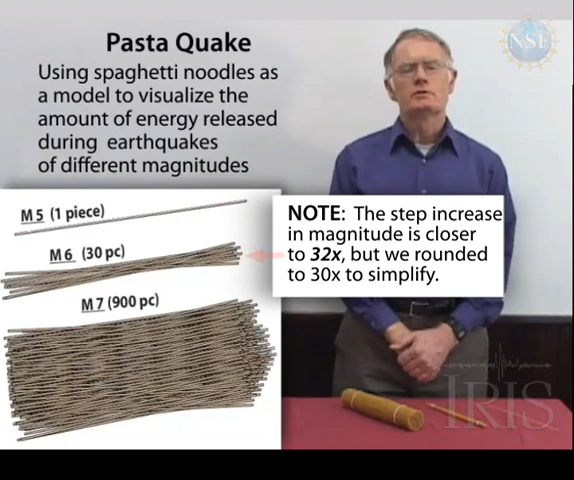 Pasta Quake
Using spaghetti noodles as
a model to visualize the
amount of energy released
during earthquakes
of different magnitudes
NSF
M5 (1 piece)
M6 (30 pc)
M7 (900 pc)
NOTE: The step increase
in magnitude is closer
to 32x, but we rounded
to 30x to simplify.
IRIS